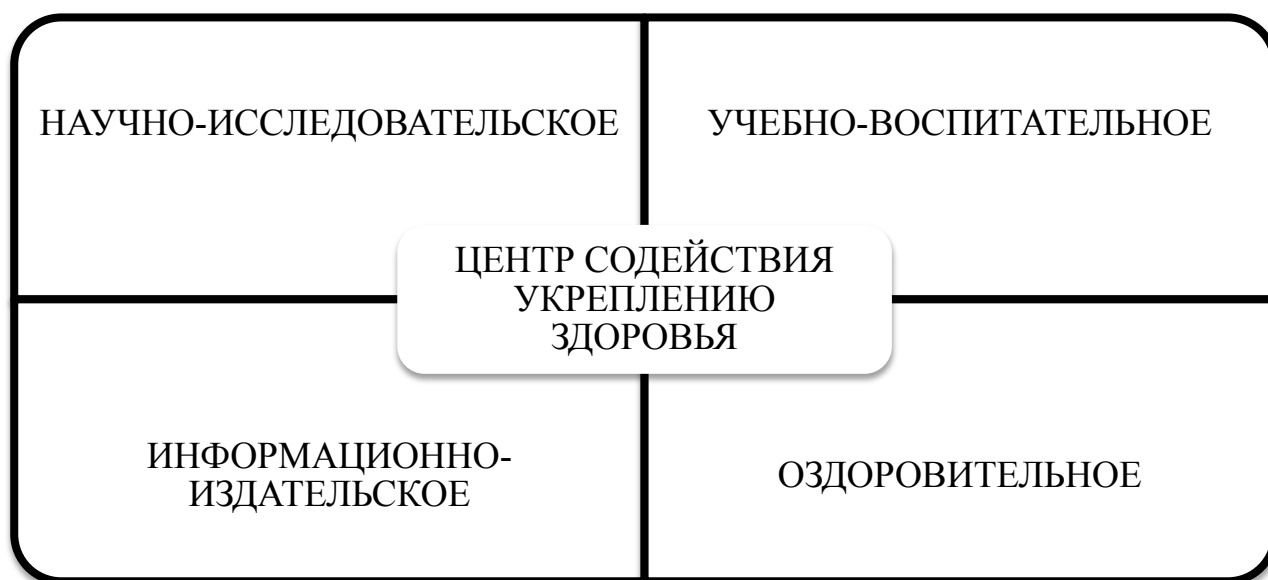 НАУЧНО-ИССЛЕДОВАТЕЛЬСКОЕ
УЧЕБНО-ВОСПИТАТЕЛЬНОЕ
ЦЕНТР СОДЕЙСТВИЯ
УКРЕПЛЕНИЮ
ЗДОРОВЬЯ
ИНФОРМАЦИОННО-
ИЗДАТЕЛЬСКОЕ
ОЗДОРОВИТЕЛЬНОЕ